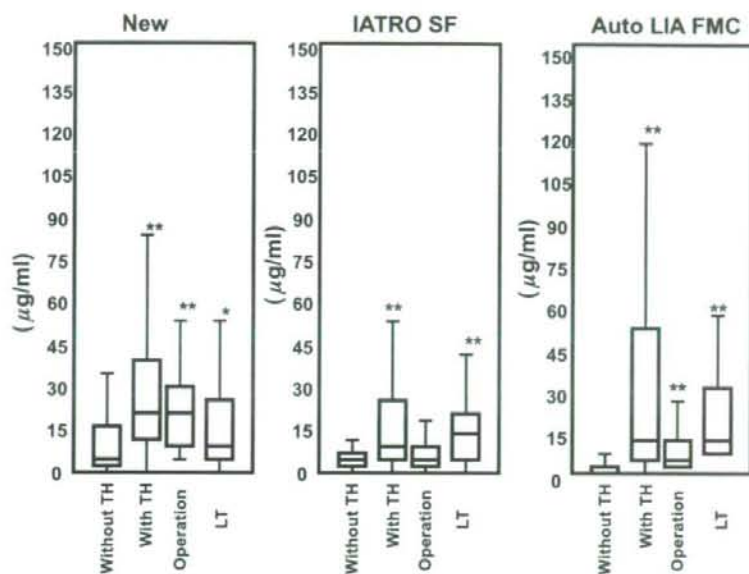 New
150
135
120
105
90
75
60
45
30
15
0
(μg/ml)
**
**
*
Without TH
With TH
Operation
LT
IATRO SF
150
135
120
105
90
75
60
45
30
15
0
(μg/ml)
**
**
Without TH
With TH
Operation
LT
Auto LIA FMC
150
135
120
105
90
75
60
45
30
15
0
(μg/ml)
**
**
**
Without TH
With TH
Operation
LT